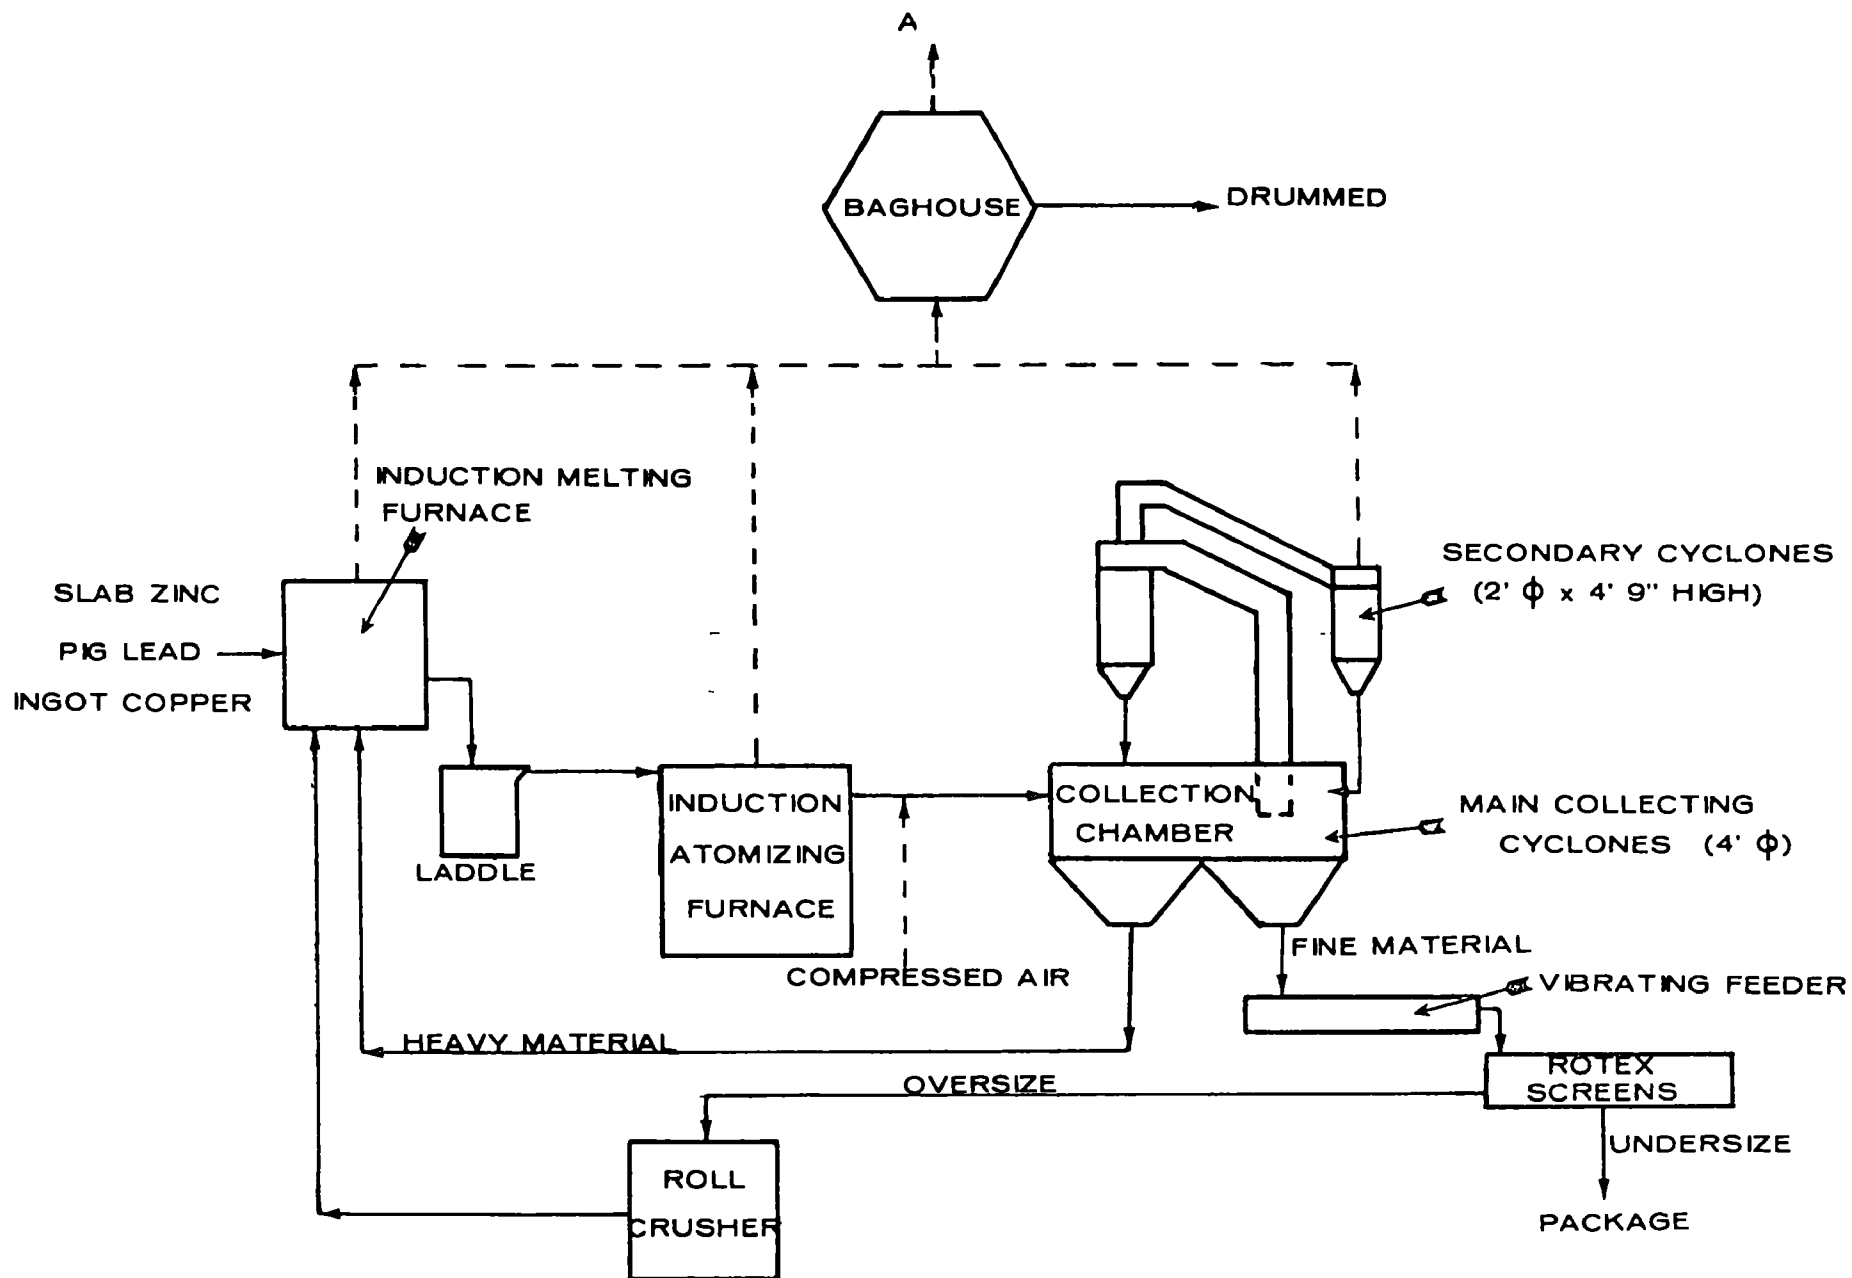 A
BAGHOUSE
DRUMMED
INDUCTION MELTING
FURNACE
SLAB ZINC
PIG LEAD
INGOT COPPER
SECONDARY CYCLONES
(2' ϕ x 4' 9" HIGH)
LADDLE
INDUCTION
ATOMIZING
FURNACE
COMPRESSED AIR
COLLECTION
CHAMBER
MAIN COLLECTING
CYCLONES (4' ϕ)
FINE MATERIAL
VIBRATING FEEDER
HEAVY MATERIAL
OVERSIZE
ROTEX
SCREENS
UNDERSIZE
PACKAGE
ROLL
CRUSHER